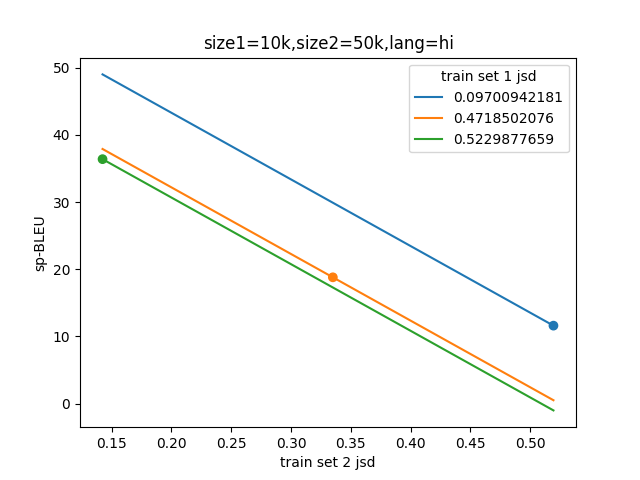 size1=10k,size2=50k,lang=hi
train set 1 jsd
0.09700942181
0.4718502076
0.5229877659
sp-BLEU
50
40
30
20
10
0
0.15 0.20 0.25 0.30 0.35 0.40 0.45 0.50
train set 2 jsd